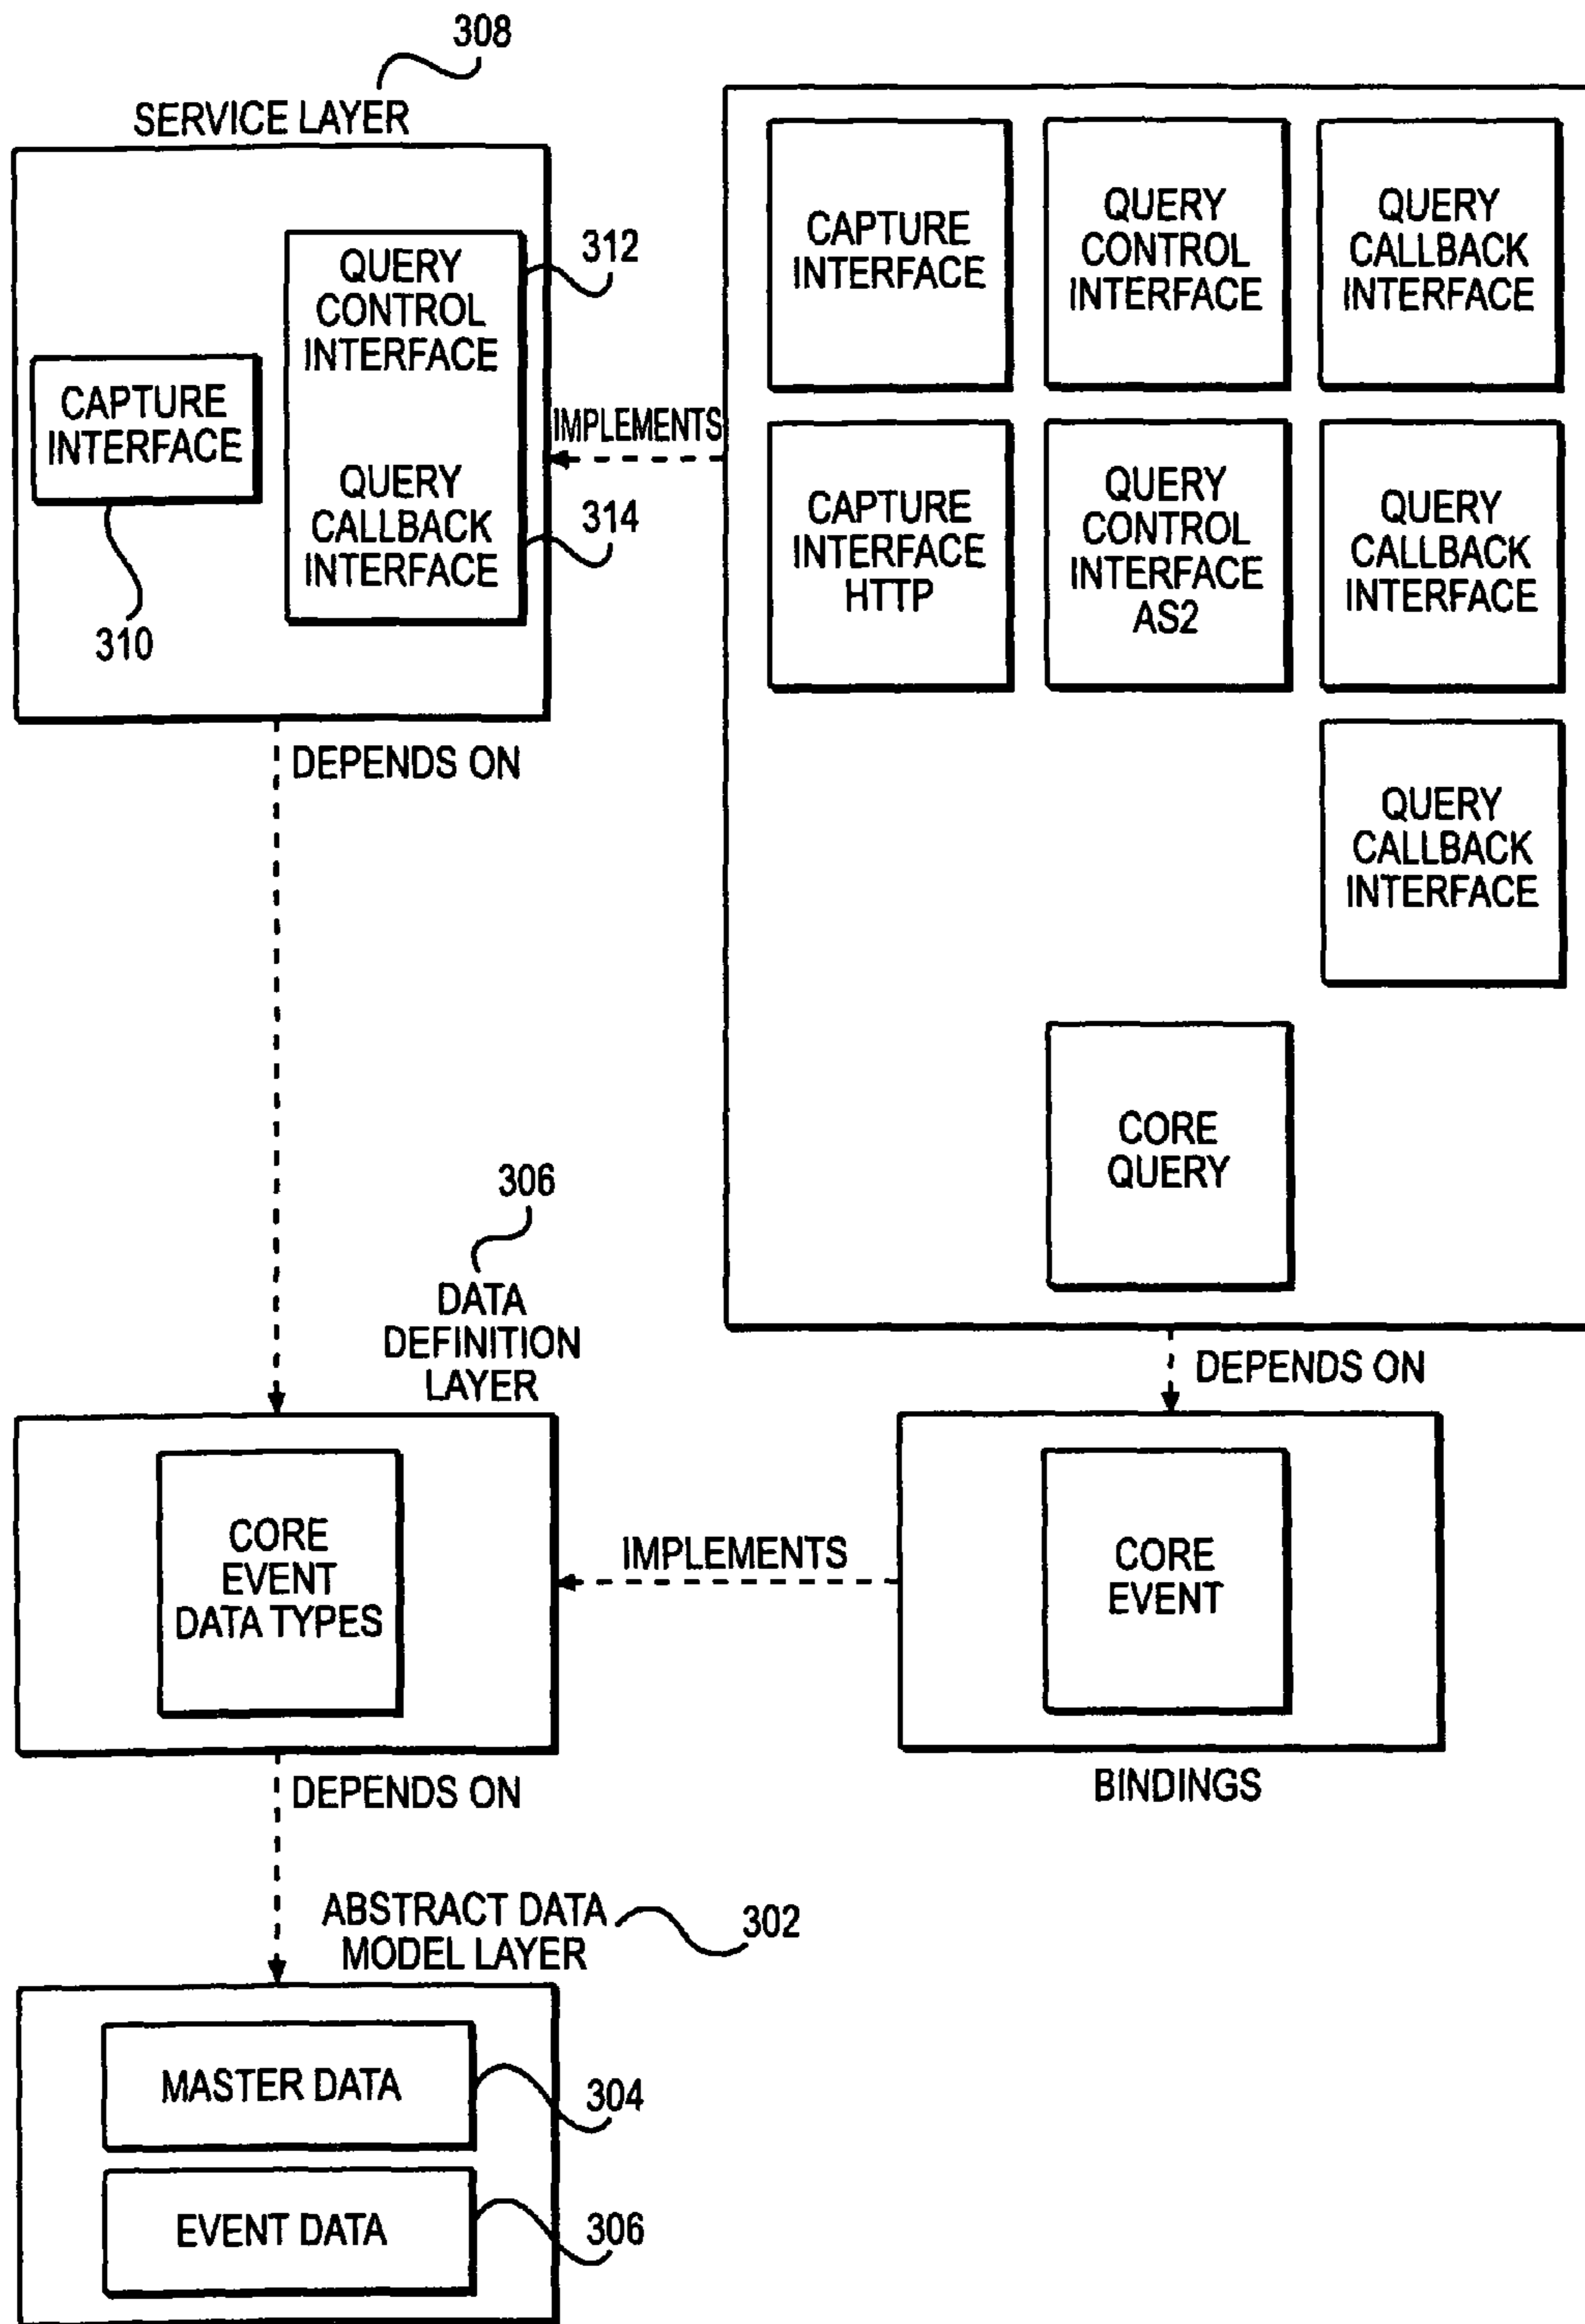 308
SERVICE LAYER
QUERY
CONTROL
INTERFACE
312
CAPTURE
INTERFACE
QUERY
CALLBACK
INTERFACE
314
310
IMPLEMENTS
CAPTURE
INTERFACE
QUERY
CONTROL
INTERFACE
QUERY
CALLBACK
INTERFACE
CAPTURE
INTERFACE
HTTP
QUERY
CONTROL
INTERFACE
AS2
QUERY
CALLBACK
INTERFACE
QUERY
CALLBACK
INTERFACE
CORE
QUERY
DEPENDS ON
306
DATA
DEFINITION
LAYER
DEPENDS ON
CORE
EVENT
DATA TYPES
IMPLEMENTS
CORE
EVENT
BINDINGS
DEPENDS ON
ABSTRACT DATA
MODEL LAYER
302
MASTER DATA
304
EVENT DATA
306